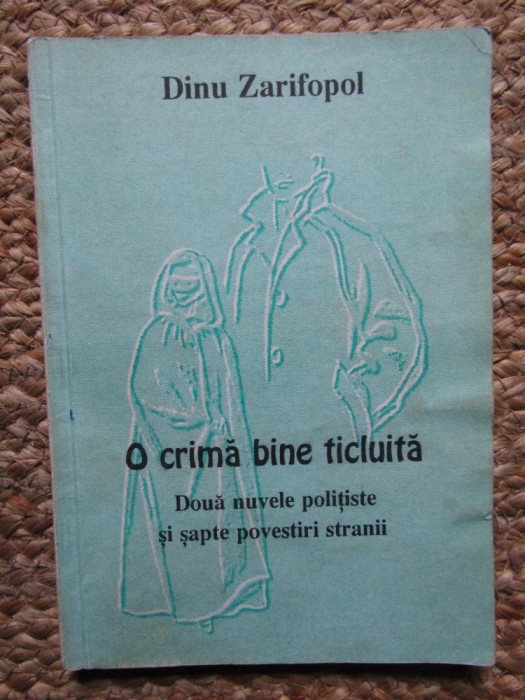 Dinu Zarifopol
O crimă bine ticluită
Două nuvele polițiste
și șapte povestiri stranii